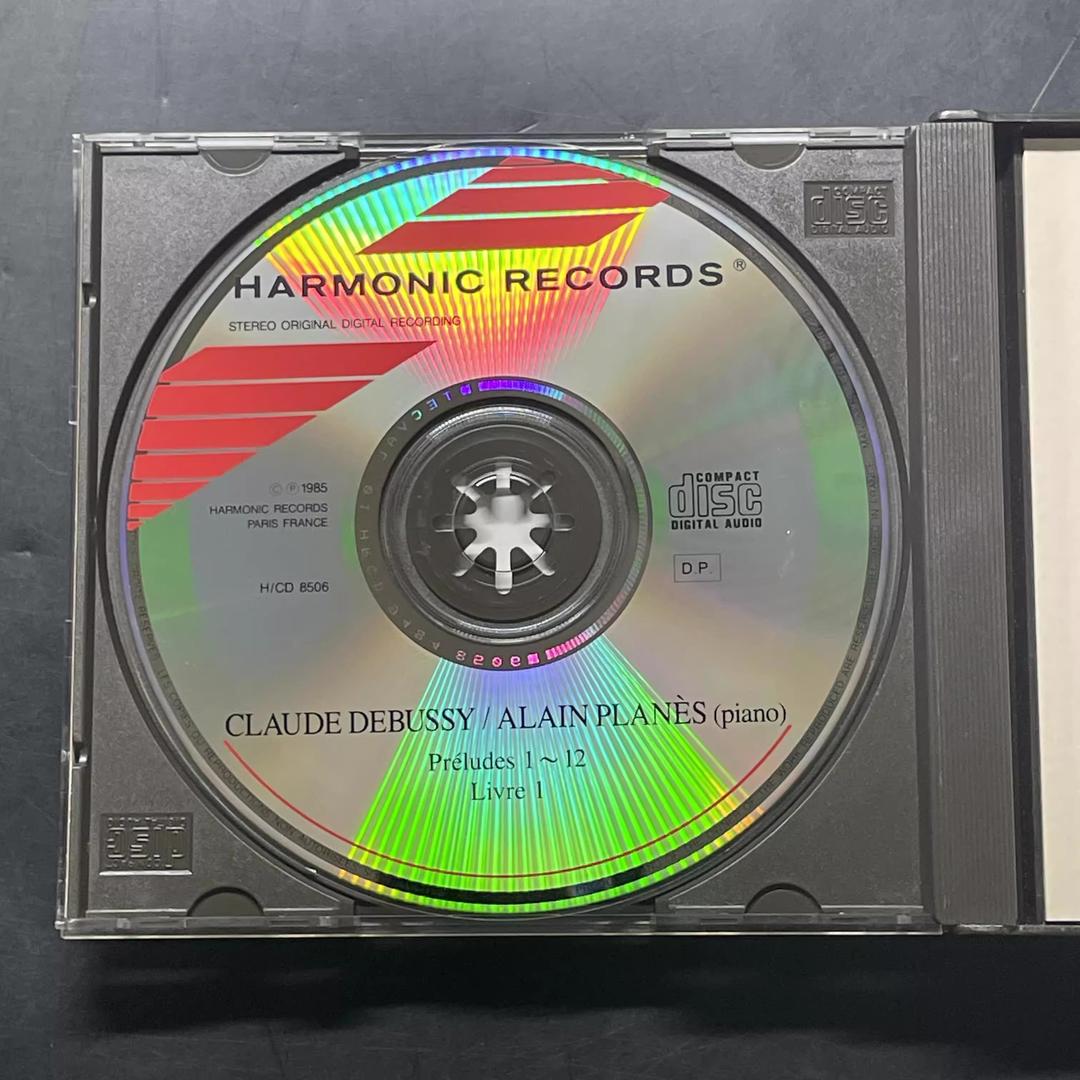 HARMONIC RECORDS®
STEREO ORIGINAL DIGITAL RECORDING
© ℗ 1985
HARMONIC RECORDS
PARIS FRANCE
H/CD 8506
COMPACT
disc
DIGITAL AUDIO
D.P.
CLAUDE DEBUSSY / ALAIN PLANÈS (piano)
Préludes 1~12
Livre 1
COMPACT
disc
DIGITAL AUDIO